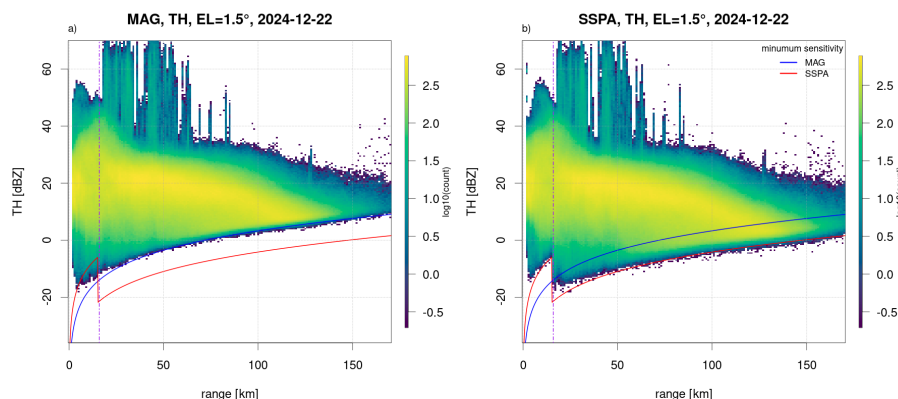 MAG, TH, EL=1.5°, 2024-12-22
a)
TH [dBZ]
60
40
20
0
-20
0
50
100
150
range [km]
2.5
2.0
1.5
1.0
0.5
0.0
-0.5
log10(count)
SSPA, TH, EL=1.5°, 2024-12-22
b)
minumum sensitivity
MAG
SSPA
TH [dBZ]
60
40
20
0
-20
0
50
100
150
range [km]
2.5
2.0
1.5
1.0
0.5
0.0
-0.5